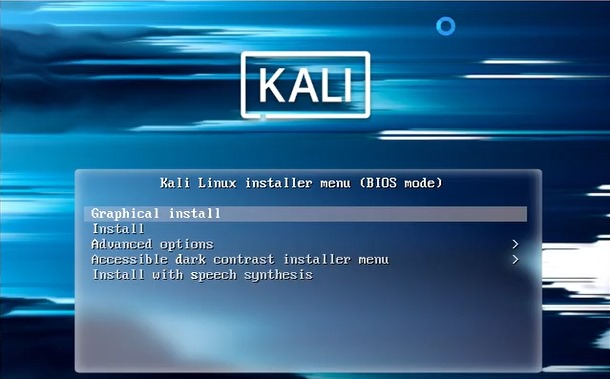 KALI
Kali Linux installer menu (BIOS mode)
Graphical install
Install
Advanced options >
Accessible dark contrast installer menu >
Install with speech synthesis